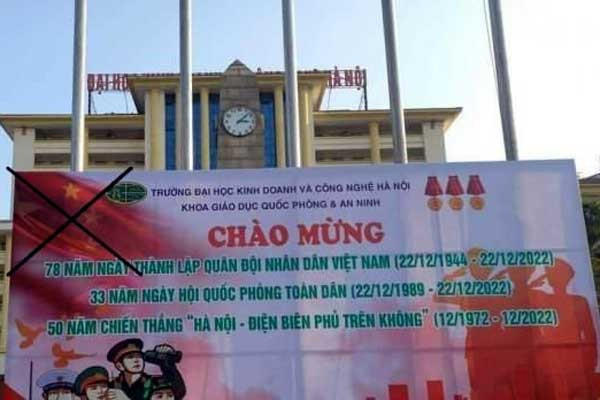 ĐẠI HỌC HÀ NỘI
TRƯỜNG ĐẠI HỌC KINH DOANH VÀ CÔNG NGHỆ HÀ NỘI
KHOA GIÁO DỤC QUỐC PHÒNG & AN NINH
CHÀO MỪNG
78 NĂM NGÀY THÀNH LẬP QUÂN ĐỘI NHÂN DÂN VIỆT NAM (22/12/1944 - 22/12/2022)
33 NĂM NGÀY HỘI QUỐC PHÒNG TOÀN DÂN (22/12/1989 - 22/12/2022)
50 NĂM CHIẾN THẮNG "HÀ NỘI - ĐIỆN BIÊN PHỦ TRÊN KHÔNG" (12/1972 - 12/2022)